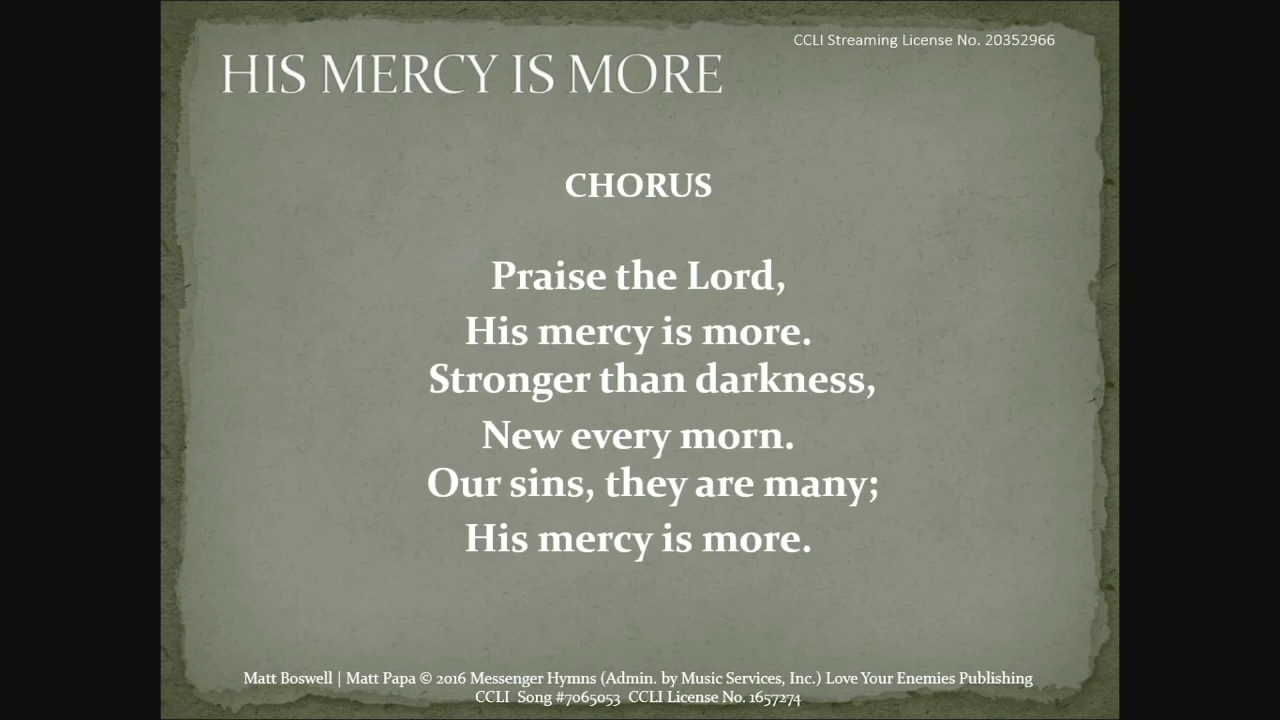 CCLI Streaming License No. 20352966
HIS MERCY IS MORE
CHORUS
Praise the Lord,
His mercy is more.
Stronger than darkness,
New every morn.
Our sins, they are many;
His mercy is more.
Matt Boswell | Matt Papa © 2016 Messenger Hymns (Admin. by Music Services, Inc.) Love Your Enemies Publishing
CCLI Song #7065053 CCLI License No. 1657274